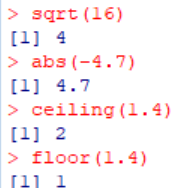 > sqrt(16)
[1] 4
> abs(-4.7)
[1] 4.7
> ceiling(1.4)
[1] 2
> floor(1.4)
[1] 1